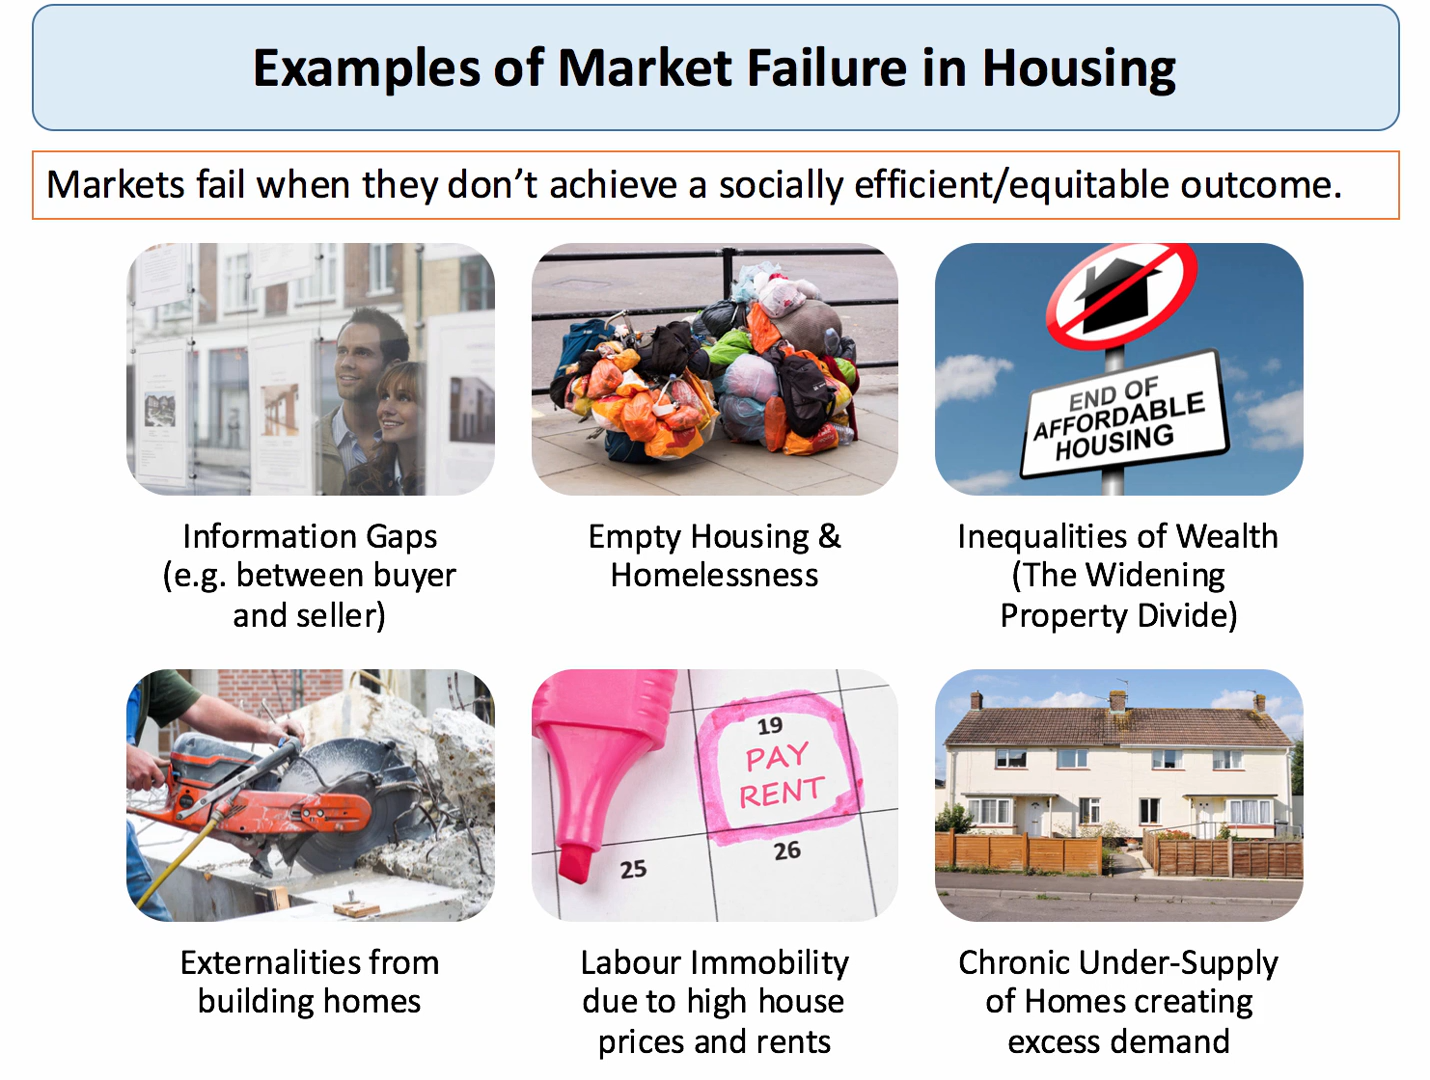 Examples of Market Failure in Housing
Markets fail when they don’t achieve a socially efficient/equitable outcome.
END OF
AFFORDABLE
HOUSING
Information Gaps
(e.g. between buyer
and seller)
Empty Housing &
Homelessness
Inequalities of Wealth
(The Widening
Property Divide)
19
PAY
RENT
25
26
Externalities from
building homes
Labour Immobility
due to high house
prices and rents
Chronic Under-Supply
of Homes creating
excess demand